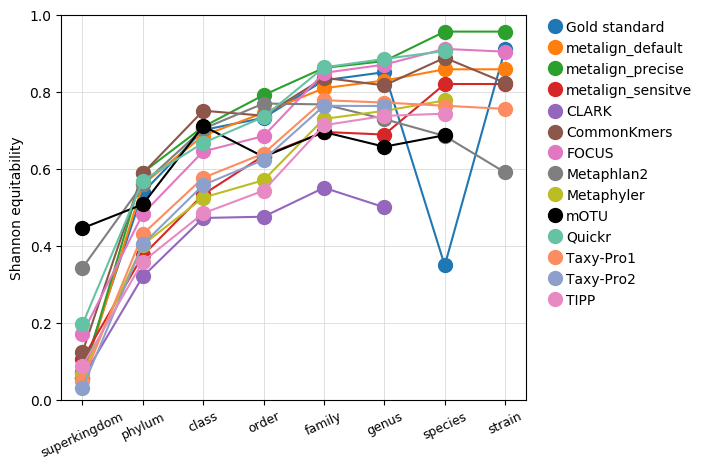 1.0
0.8
0.6
0.4
0.2
0.0
Shannon equitability
superkingdom
phylum
class
order
family
genus
species
strain
Gold standard
metalign_default
metalign_precise
metalign_sensitve
CLARK
CommonKmers
FOCUS
Metaphlan2
Metaphyler
mOTU
Quickr
Taxy-Pro1
Taxy-Pro2
TIPP